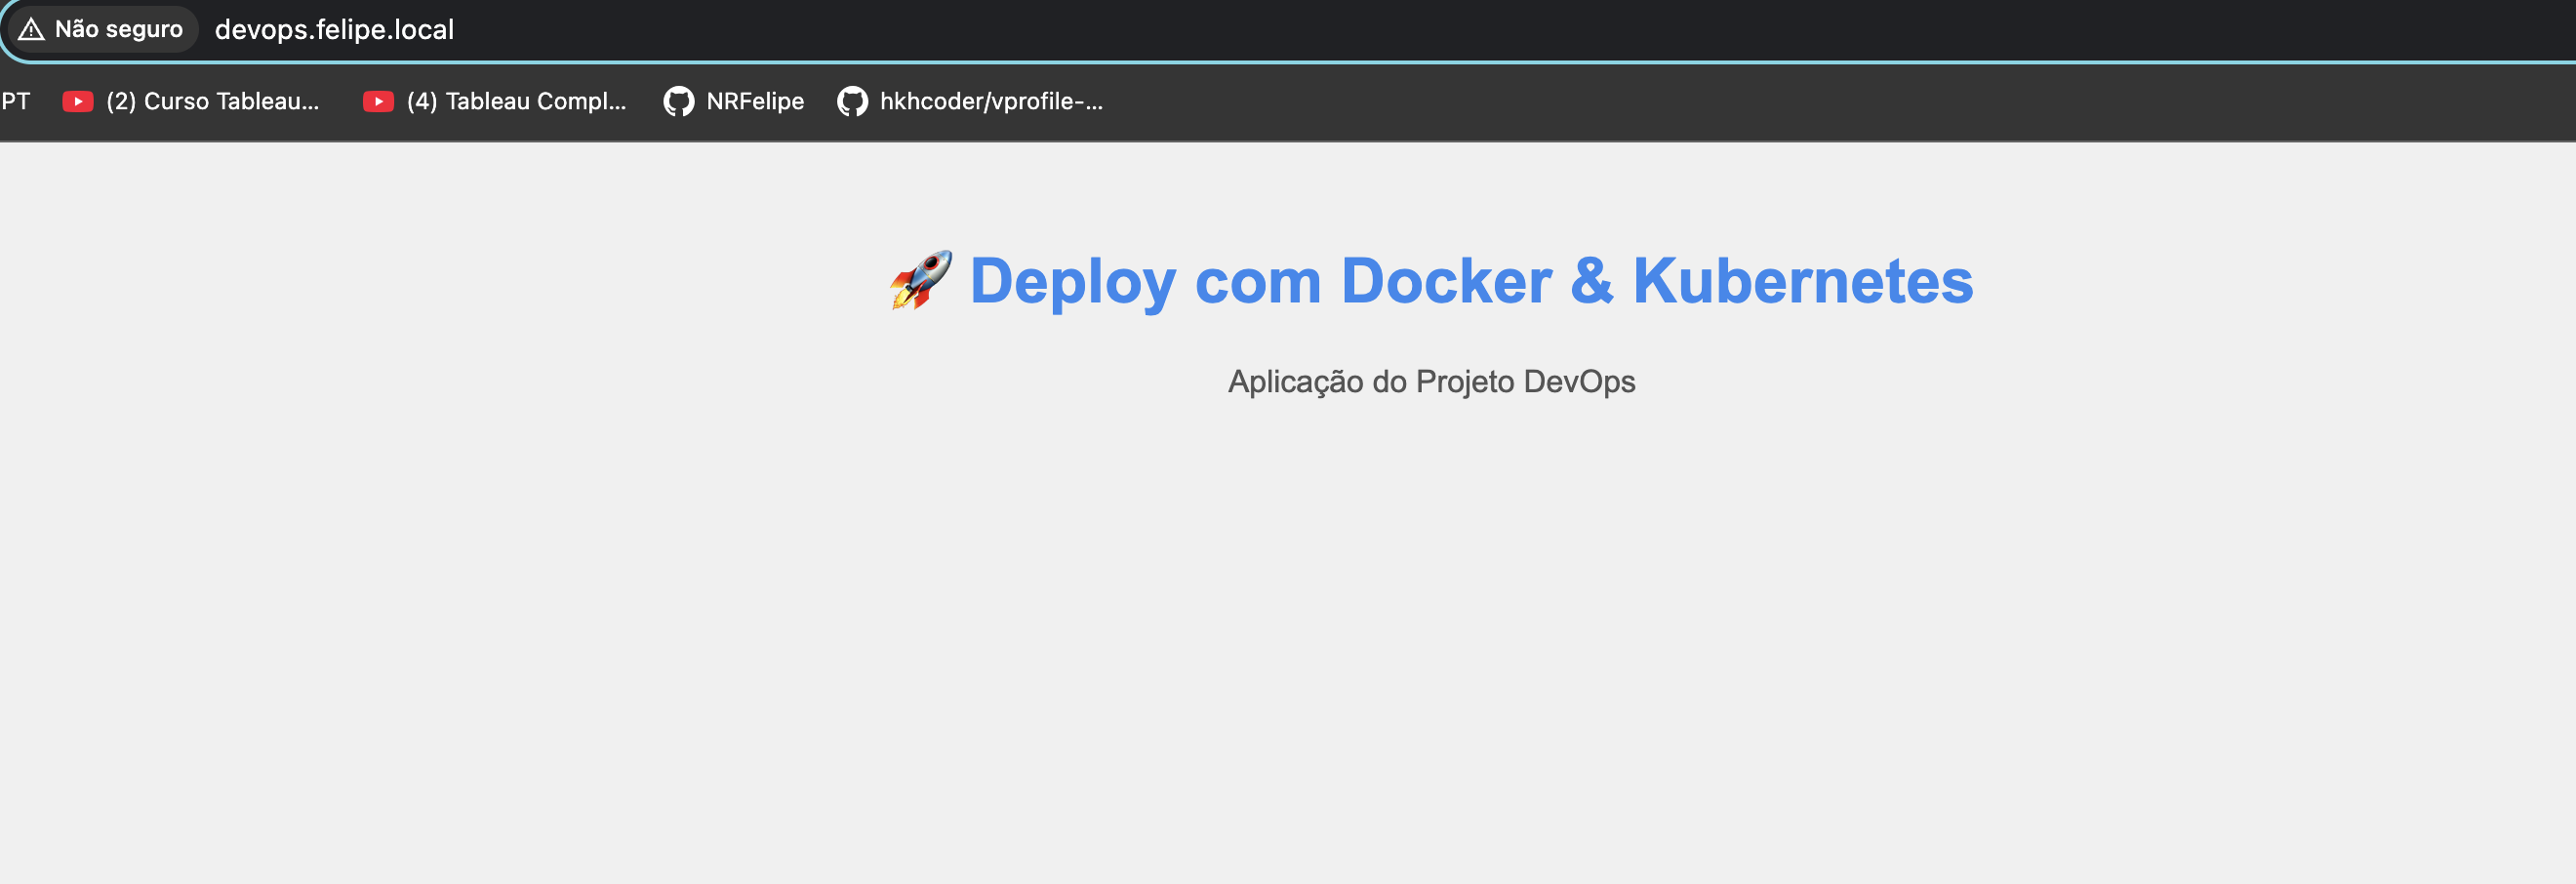 Não seguro devops.felipe.local
PT (2) Curso Tableau... (4) Tableau Compl... NRFelipe hkhcoder/vprofile-...
🚀 Deploy com Docker & Kubernetes
Aplicação do Projeto DevOps